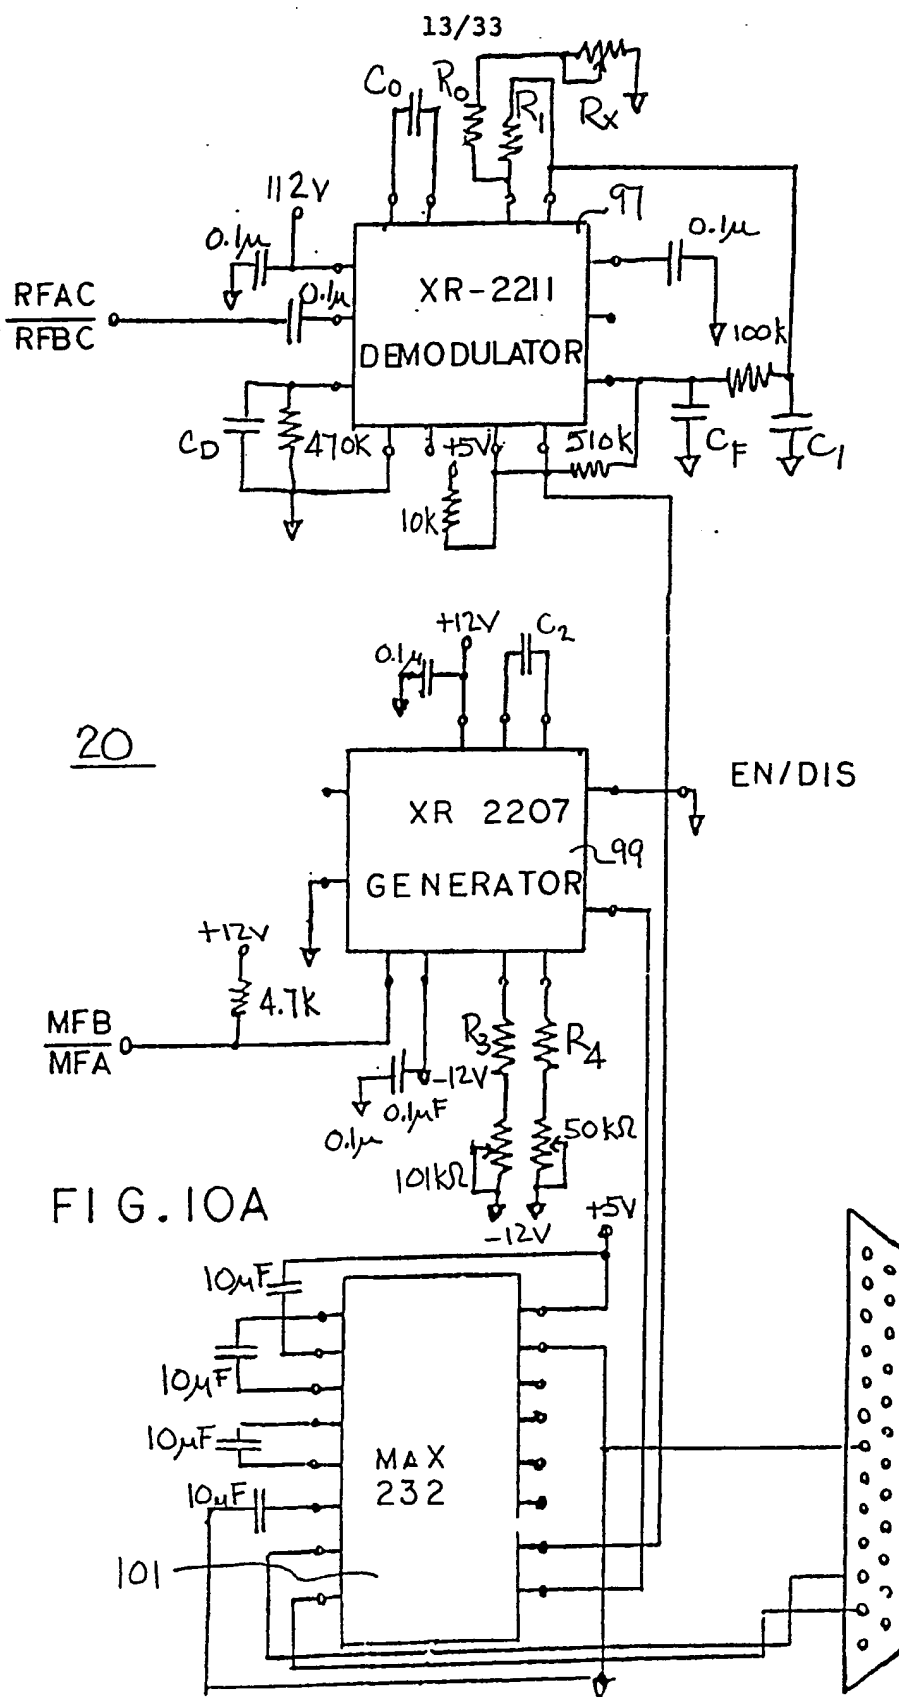 13/33
C₀
R₀
R₁
Rx
112V
97
0.1μ
0.1μ
XR-2211
RFAC
0.1μ
RFBC
DEMODULATOR
100k
CD
470k
+5V
510k
CF
C₁
10k
+12V
C₂
0.1μ
20
EN/DIS
XR 2207
99
GENERATOR
+12V
4.7K
MFB
MFA
R₃
R₄
-12V
0.1μF
0.1μ
101kΩ
50kΩ
FIG.10A
-12V
+5V
10μF
10μF
10μF
MAX
232
10μF
101